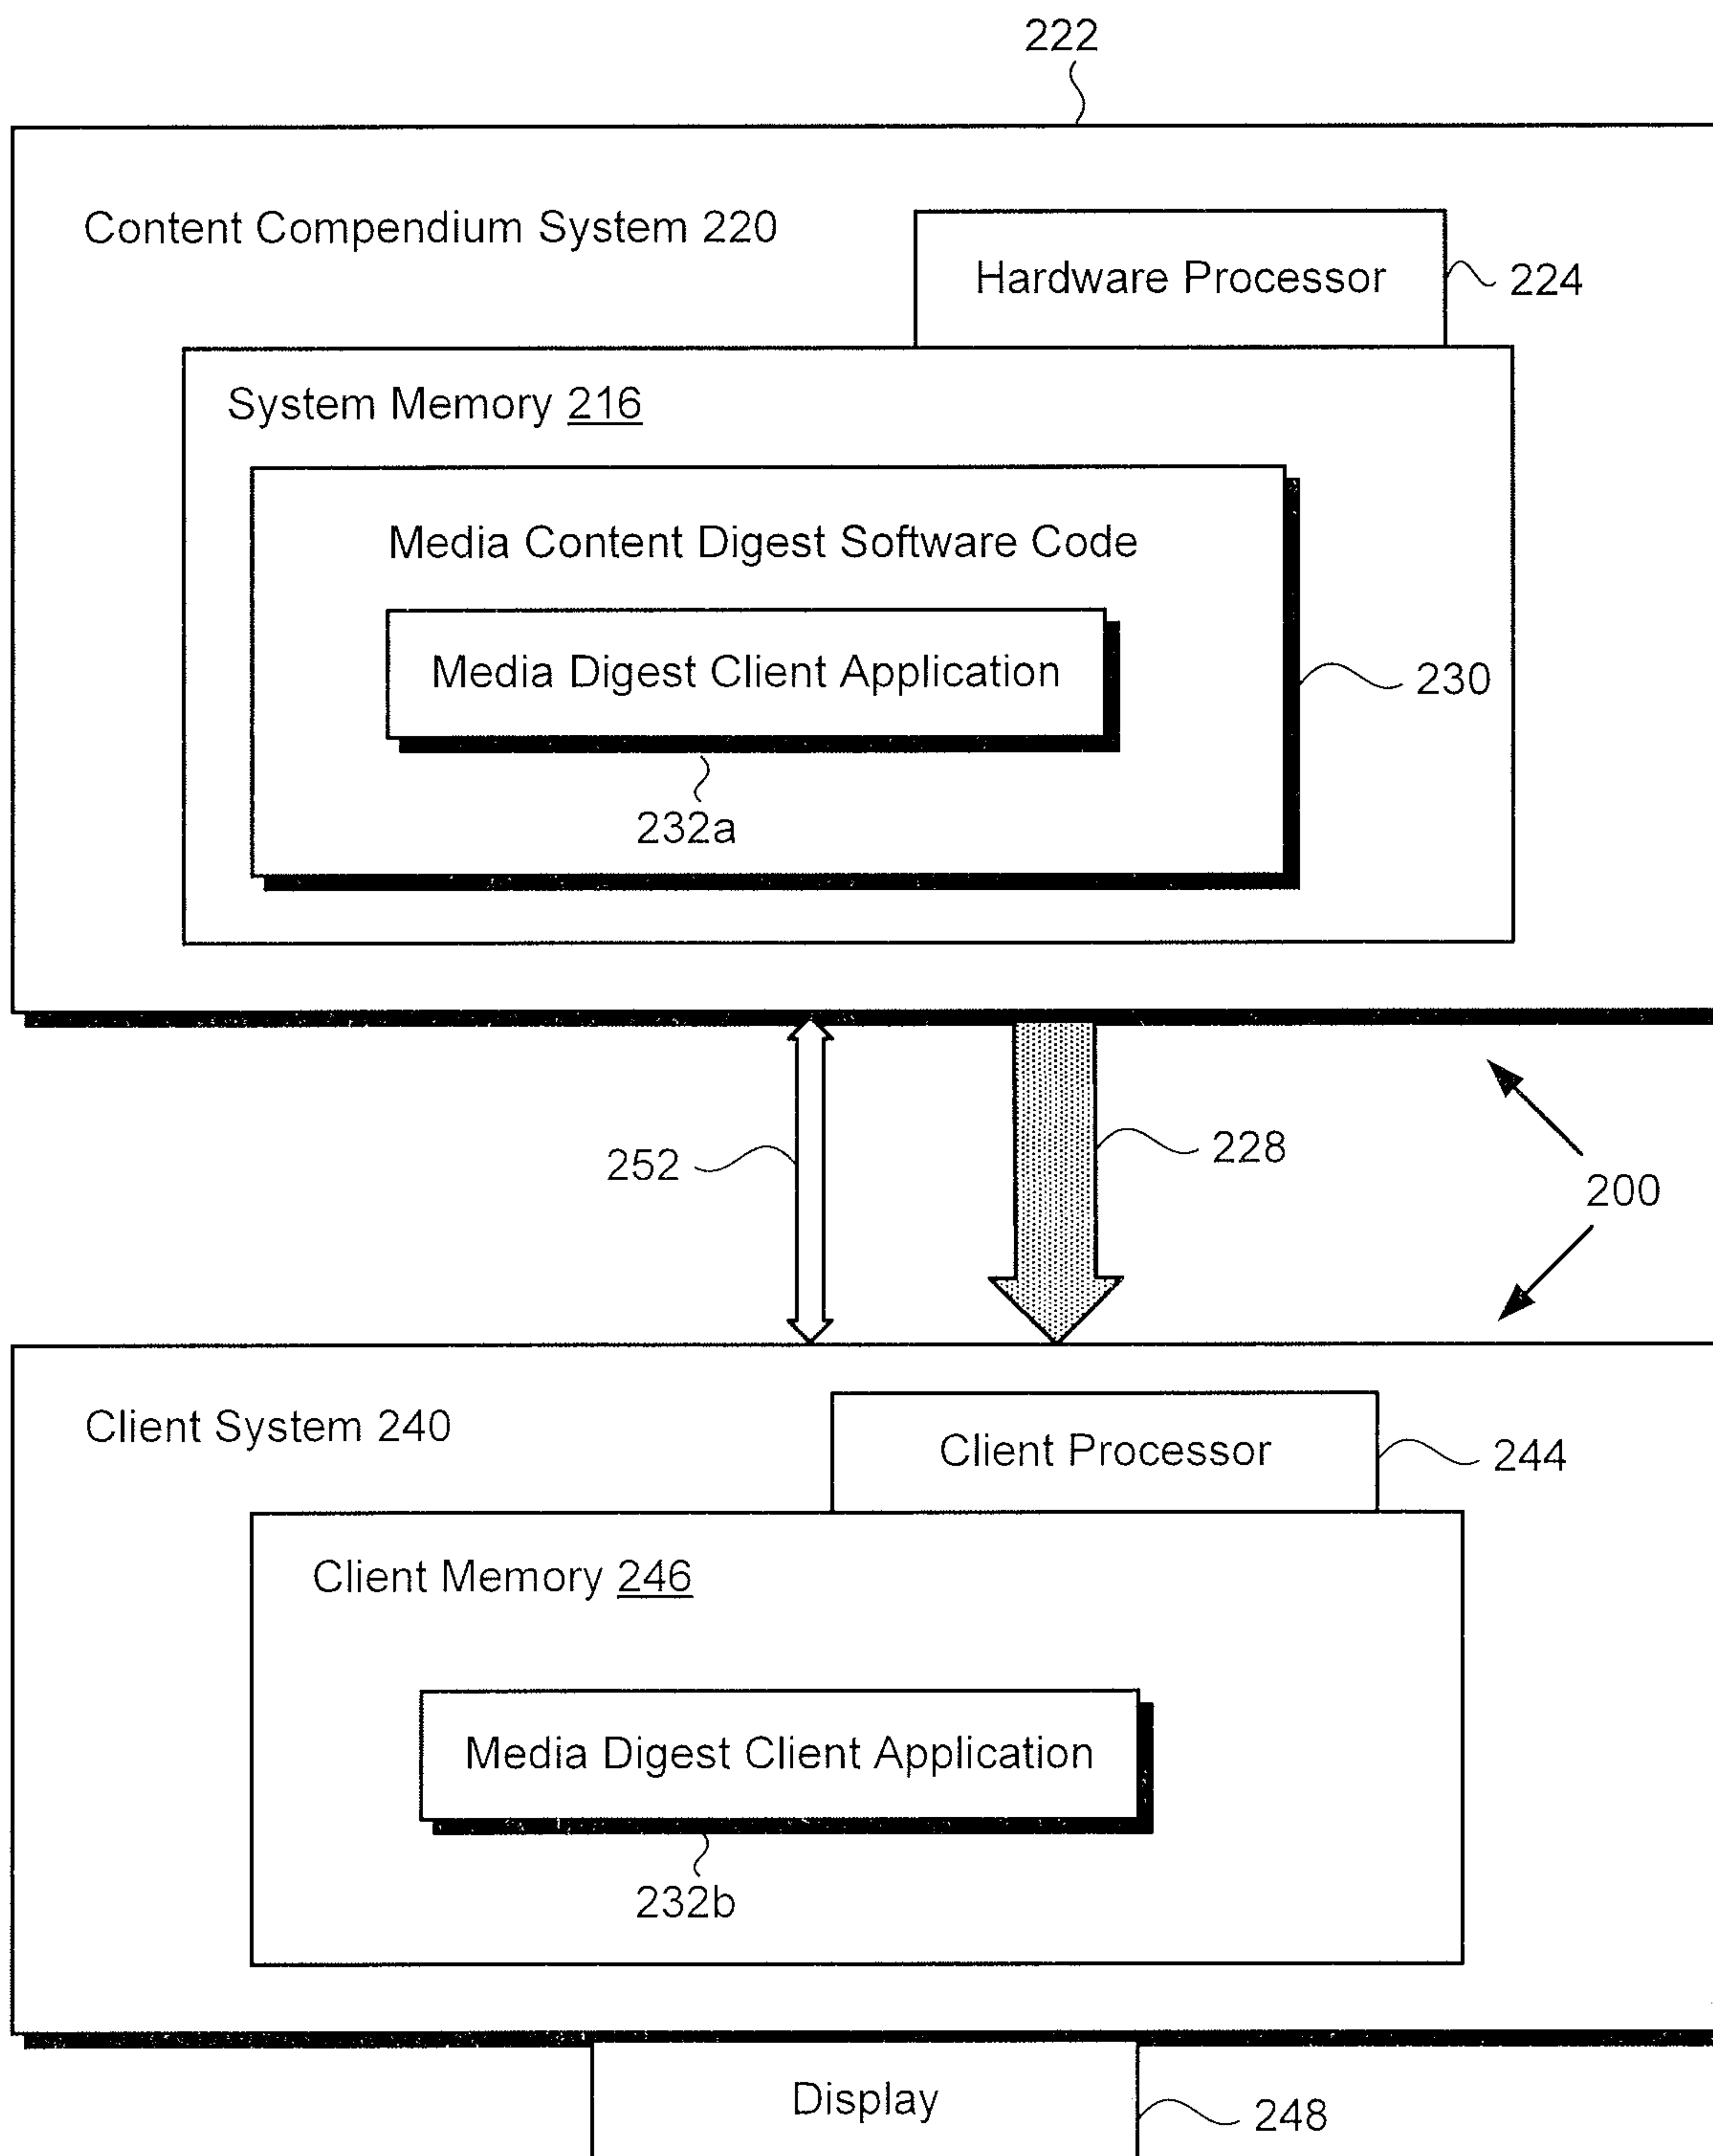 222
Content Compendium System 220
Hardware Processor
224
System Memory 216
Media Content Digest Software Code
Media Digest Client Application
230
232a
252
228
200
Client System 240
Client Processor
244
Client Memory 246
Media Digest Client Application
232b
Display
248